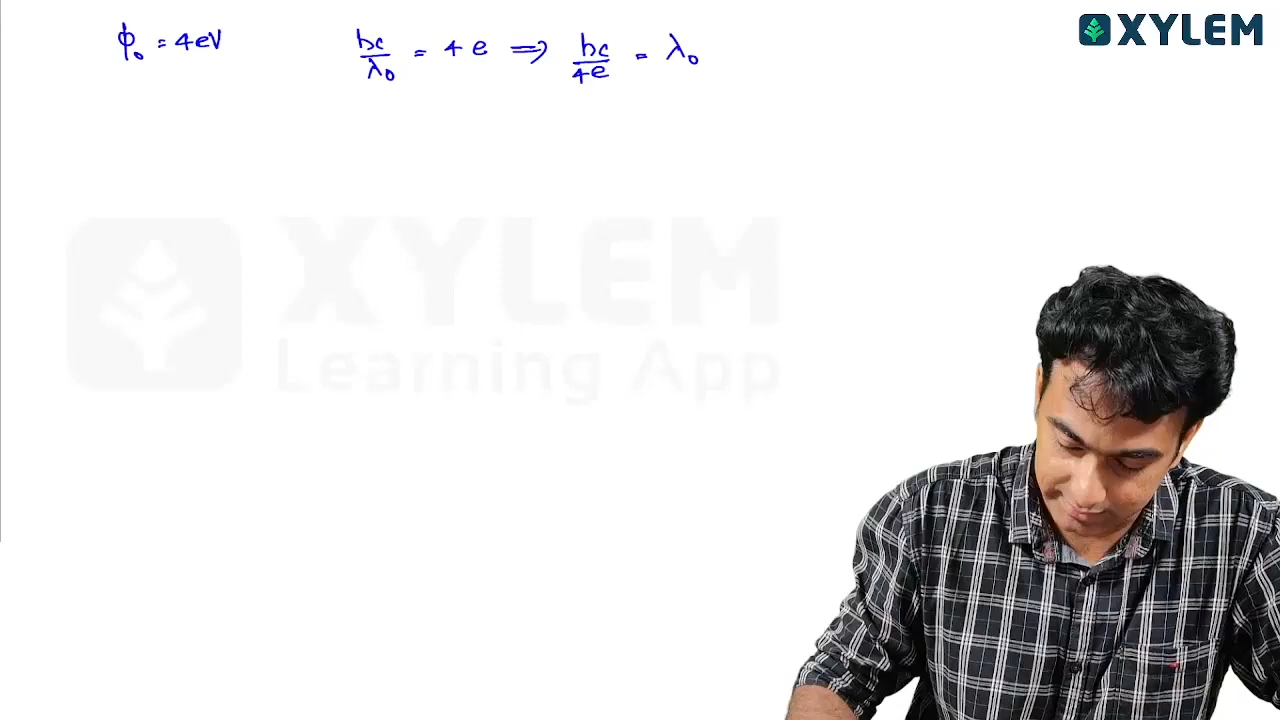 XYLEM
ϕ₀ = 4eV
hc/λ₀ = 4e ⟹ hc/4e = λ₀
XYLEM
Learning App